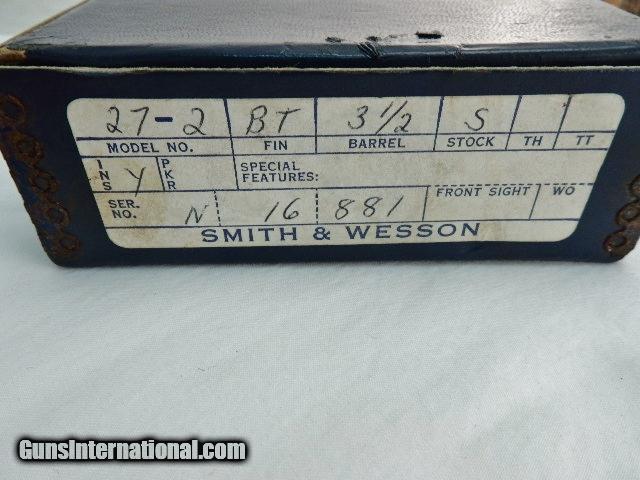 27-2 BT 3 1/2 S
MODEL NO. FIN BARREL STOCK TH TT
INS Y PKR SPECIAL FEATURES:
SER. NO. N 16 881 FRONT SIGHT WO
SMITH & WESSON
GunsInternational.com